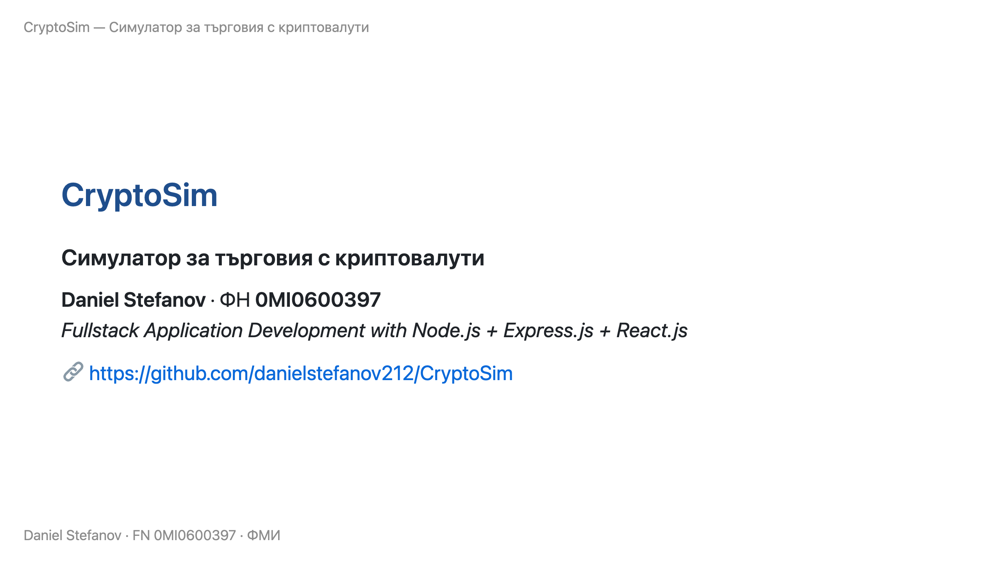 CryptoSim — Симулатор за търговия с криптовалути
CryptoSim
Симулатор за търговия с криптовалути
Daniel Stefanov · ФН 0MI0600397
Fullstack Application Development with Node.js + Express.js + React.js
🔗 https://github.com/danielstefanov212/CryptoSim
Daniel Stefanov · FN 0MI0600397 · ФМИ